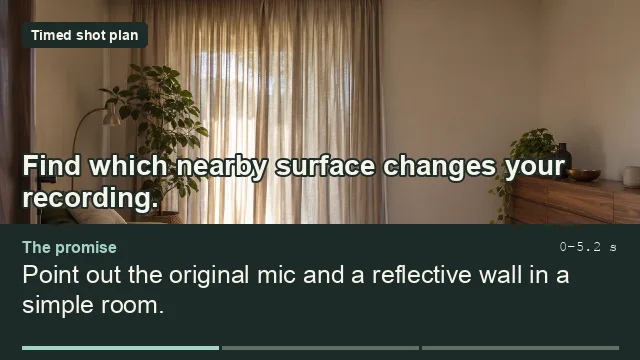 Timed shot plan
Find which nearby surface changes your
recording.
The promise
0–5.2 s
Point out the original mic and a reflective wall in a
simple room.